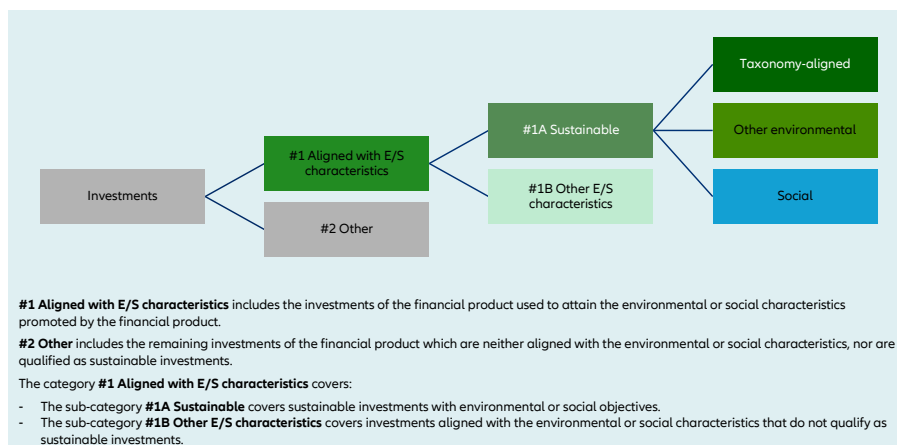 Taxonomy-aligned
#1A Sustainable
Other environmental
#1 Aligned with E/S
characteristics
Investments
#1B Other E/S
characteristics
Social
#2 Other
#1 Aligned with E/S characteristics includes the investments of the financial product used to attain the environmental or social characteristics
promoted by the financial product.
#2 Other includes the remaining investments of the financial product which are neither aligned with the environmental or social characteristics, nor are
qualified as sustainable investments.
The category #1 Aligned with E/S characteristics covers:
- The sub-category #1A Sustainable covers sustainable investments with environmental or social objectives.
- The sub-category #1B Other E/S characteristics covers investments aligned with the environmental or social characteristics that do not qualify as
sustainable investments.